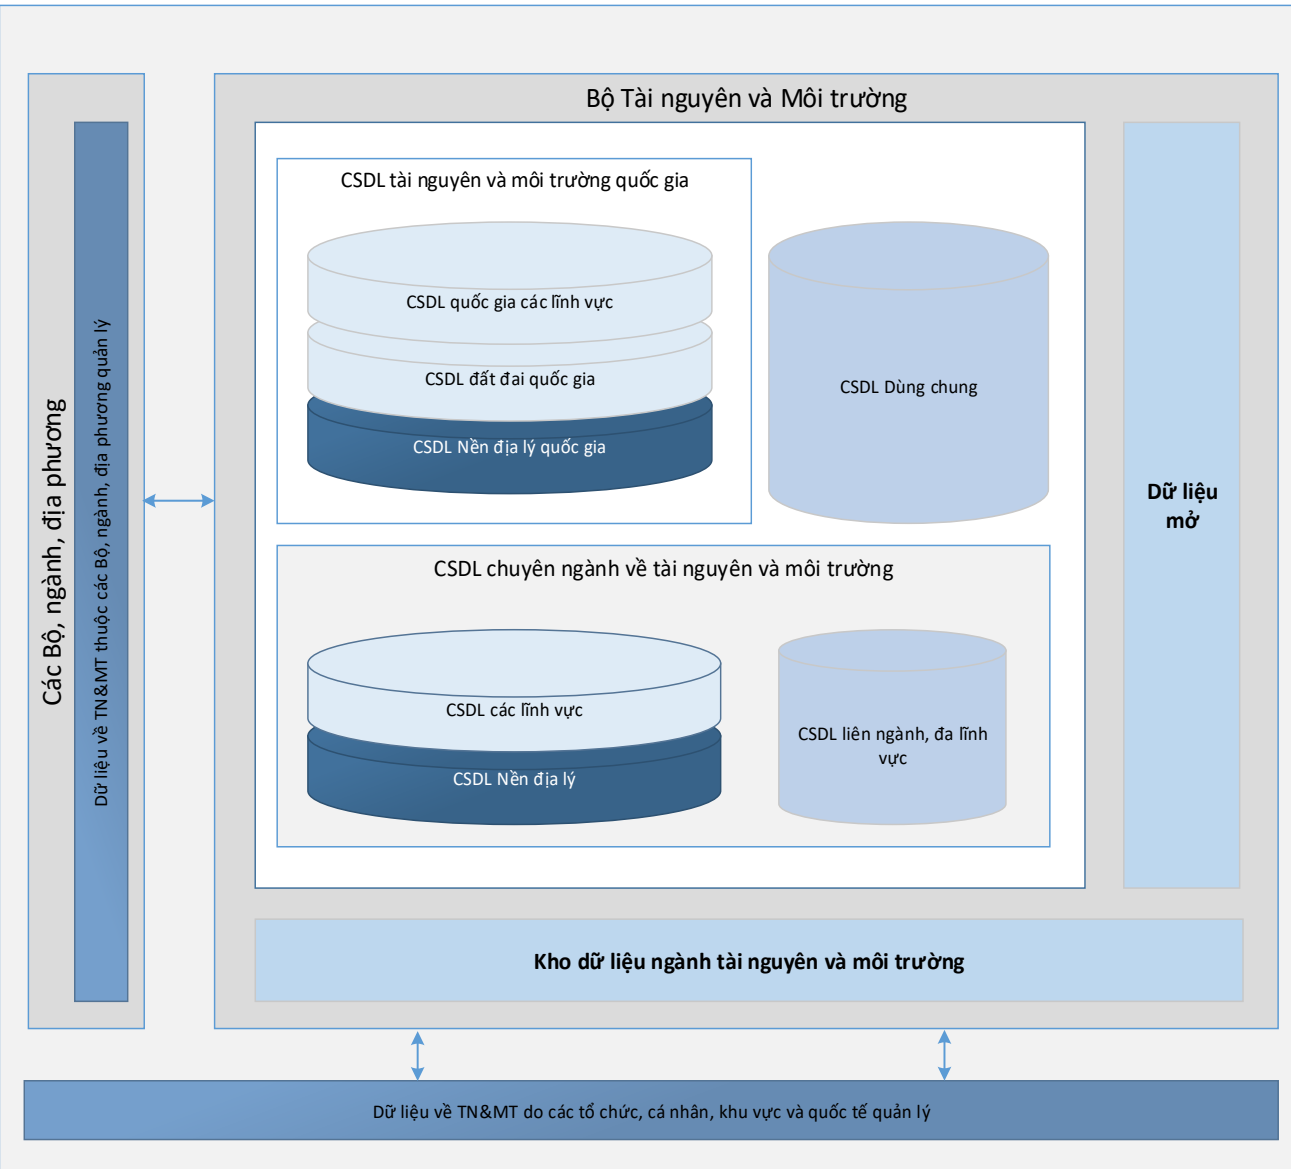 Các Bộ, ngành, địa phương
Dữ liệu về TN&MT thuộc các Bộ, ngành, địa phương quản lý
Bộ Tài nguyên và Môi trường
CSDL tài nguyên và môi trường quốc gia
CSDL quốc gia các lĩnh vực
CSDL đất đai quốc gia
CSDL Nền địa lý quốc gia
CSDL Dùng chung
CSDL chuyên ngành về tài nguyên và môi trường
CSDL các lĩnh vực
CSDL Nền địa lý
CSDL liên ngành, đa lĩnh
vực
Dữ liệu
mở
Kho dữ liệu ngành tài nguyên và môi trường
Dữ liệu về TN&MT do các tổ chức, cá nhân, khu vực và quốc tế quản lý